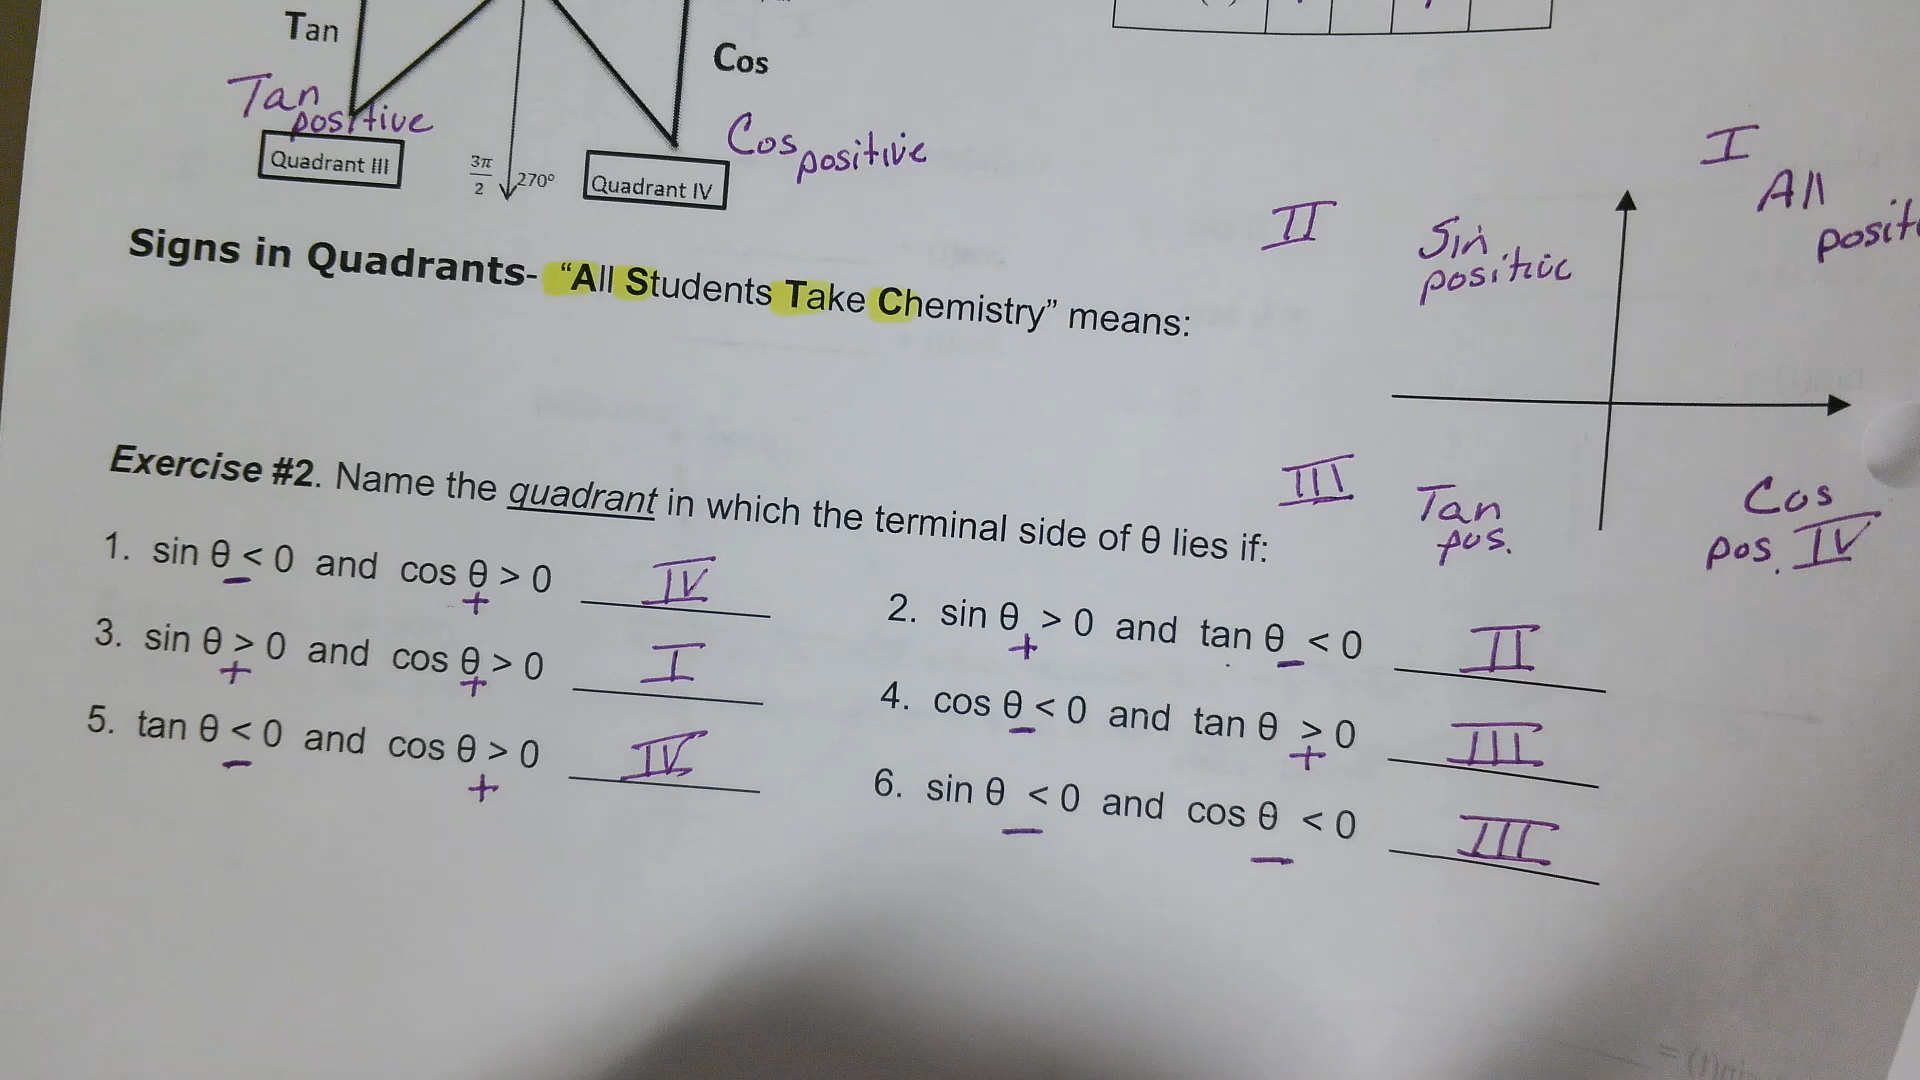 Tan
Cos
Tan
positive
Cos positive
Quadrant III
3π
2
270º
Quadrant IV
I
All
II
Sin
positive
Signs in Quadrants- “All Students Take Chemistry” means:
Exercise #2. Name the quadrant in which the terminal side of θ lies if:
III
Tan
pos.
Cos
pos. IV
1. sin θ < 0 and cos θ > 0 IV
- +
2. sin θ > 0 and tan θ < 0 II
+ -
3. sin θ > 0 and cos θ > 0 I
+ +
4. cos θ < 0 and tan θ > 0 III
- +
5. tan θ < 0 and cos θ > 0 IV
- +
6. sin θ < 0 and cos θ < 0 III
- -